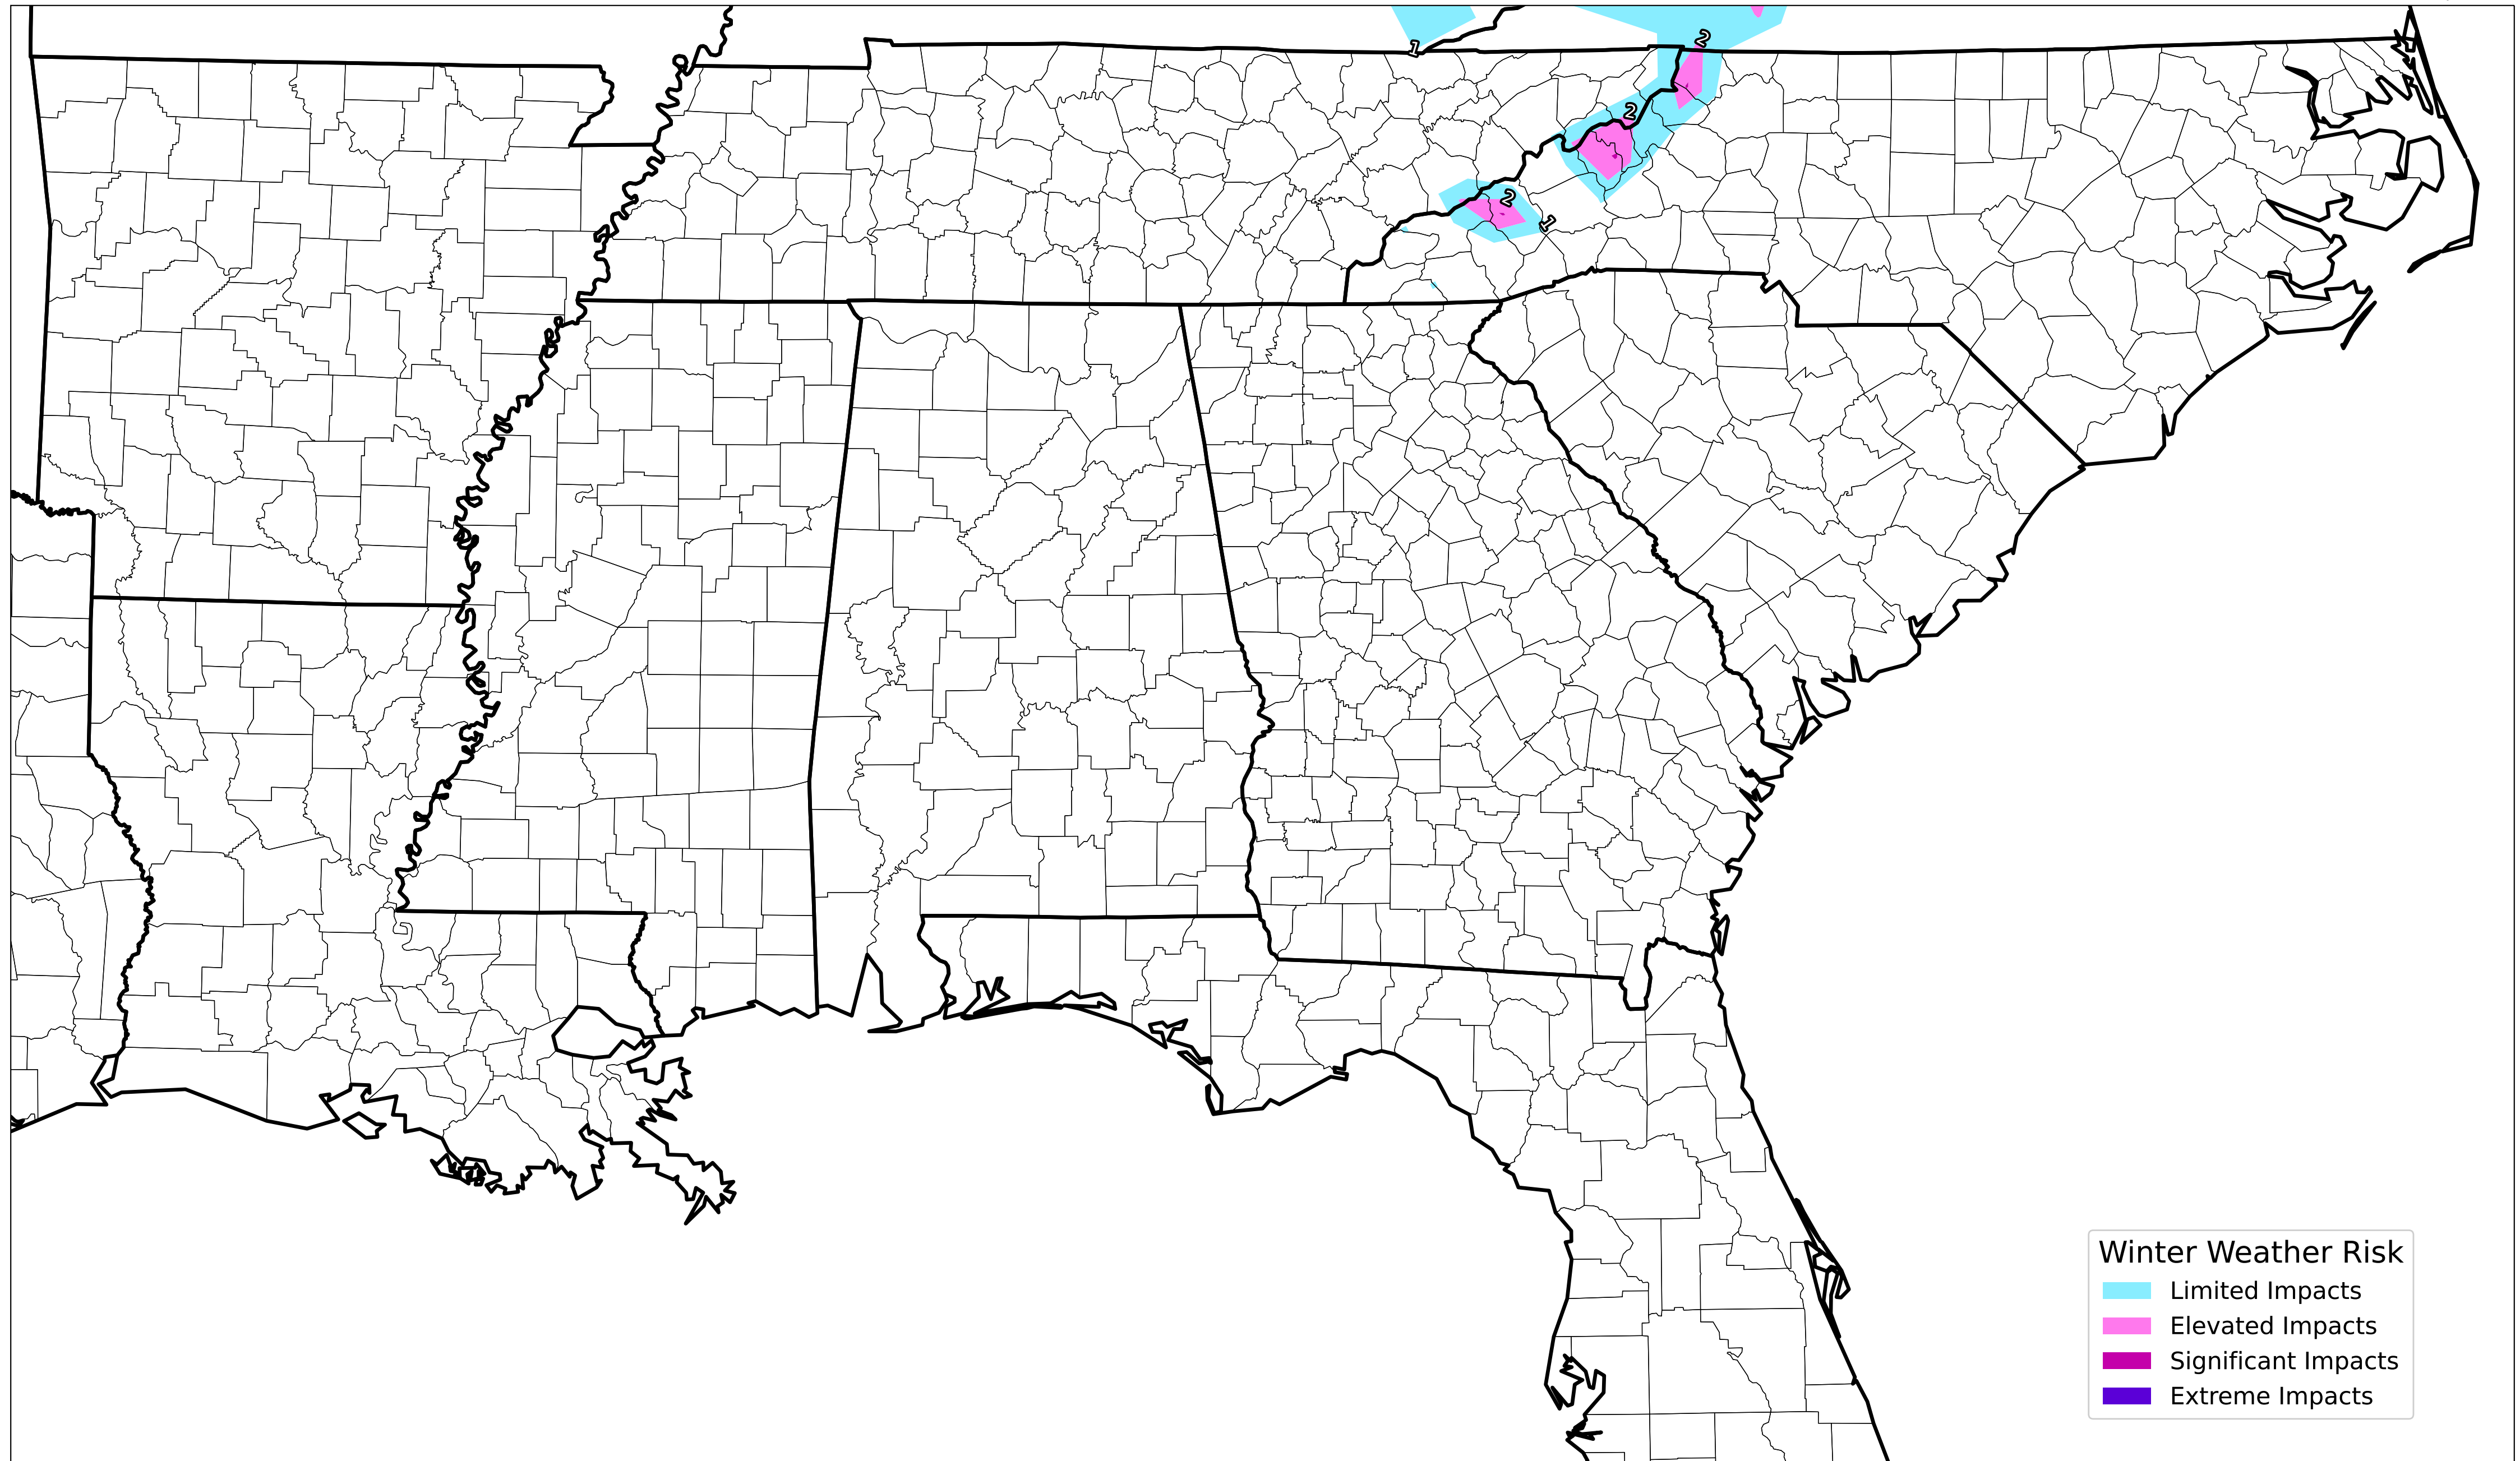 1
2
2
2
1
Winter Weather Risk
Limited Impacts
Elevated Impacts
Significant Impacts
Extreme Impacts